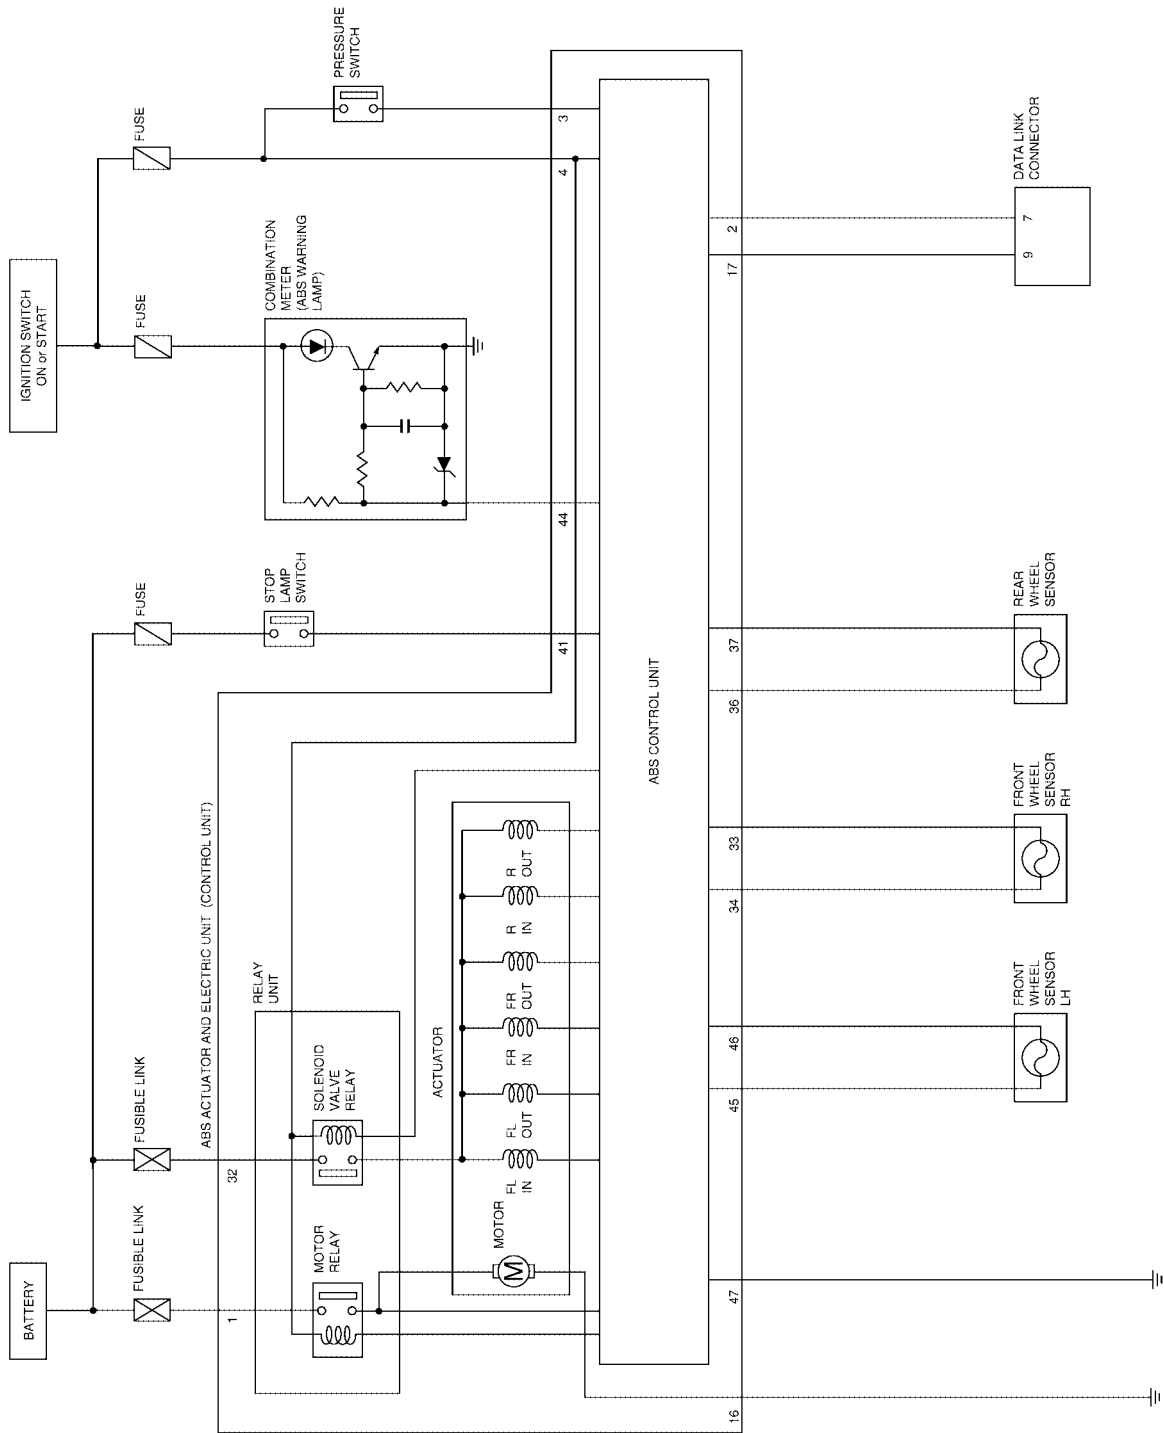 BATTERY
FUSIBLE LINK
FUSIBLE LINK
FUSE
IGNITION SWITCH
ON or START
FUSE
FUSE
PRESSURE
SWITCH
COMBINATION
METER
(ABS WARNING
LAMP)
STOP
LAMP
SWITCH
1
32
41
44
4
3
ABS ACTUATOR AND ELECTRIC UNIT (CONTROL UNIT)
RELAY
UNIT
MOTOR
RELAY
SOLENOID
VALVE
RELAY
ACTUATOR
MOTOR
M
FL
IN
FL
OUT
FR
IN
FR
OUT
R
IN
R
OUT
ABS CONTROL UNIT
16
47
45
46
34
33
36
37
17
2
FRONT
WHEEL
SENSOR
LH
FRONT
WHEEL
SENSOR
RH
REAR
WHEEL
SENSOR
DATA LINK
CONNECTOR
9
7